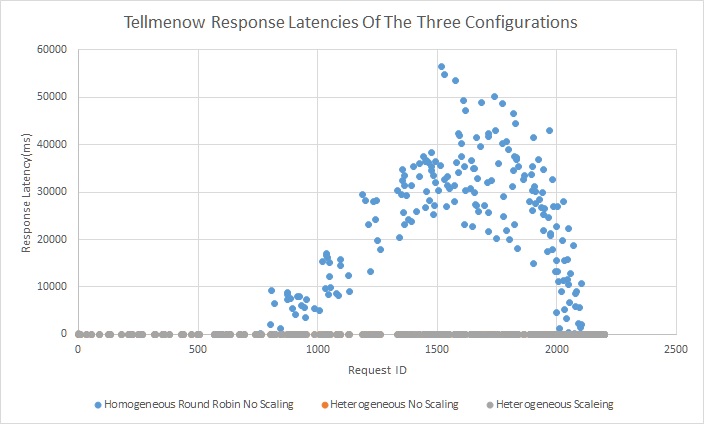 Tellmenow Response Latencies Of The Three Configurations
60000
50000
40000
30000
20000
10000
0
Response Latency(ms)
0 500 1000 1500 2000 2500
Request ID
Homogeneous Round Robin No Scaling Heterogeneous No Scaling Heterogeneous Scaleing